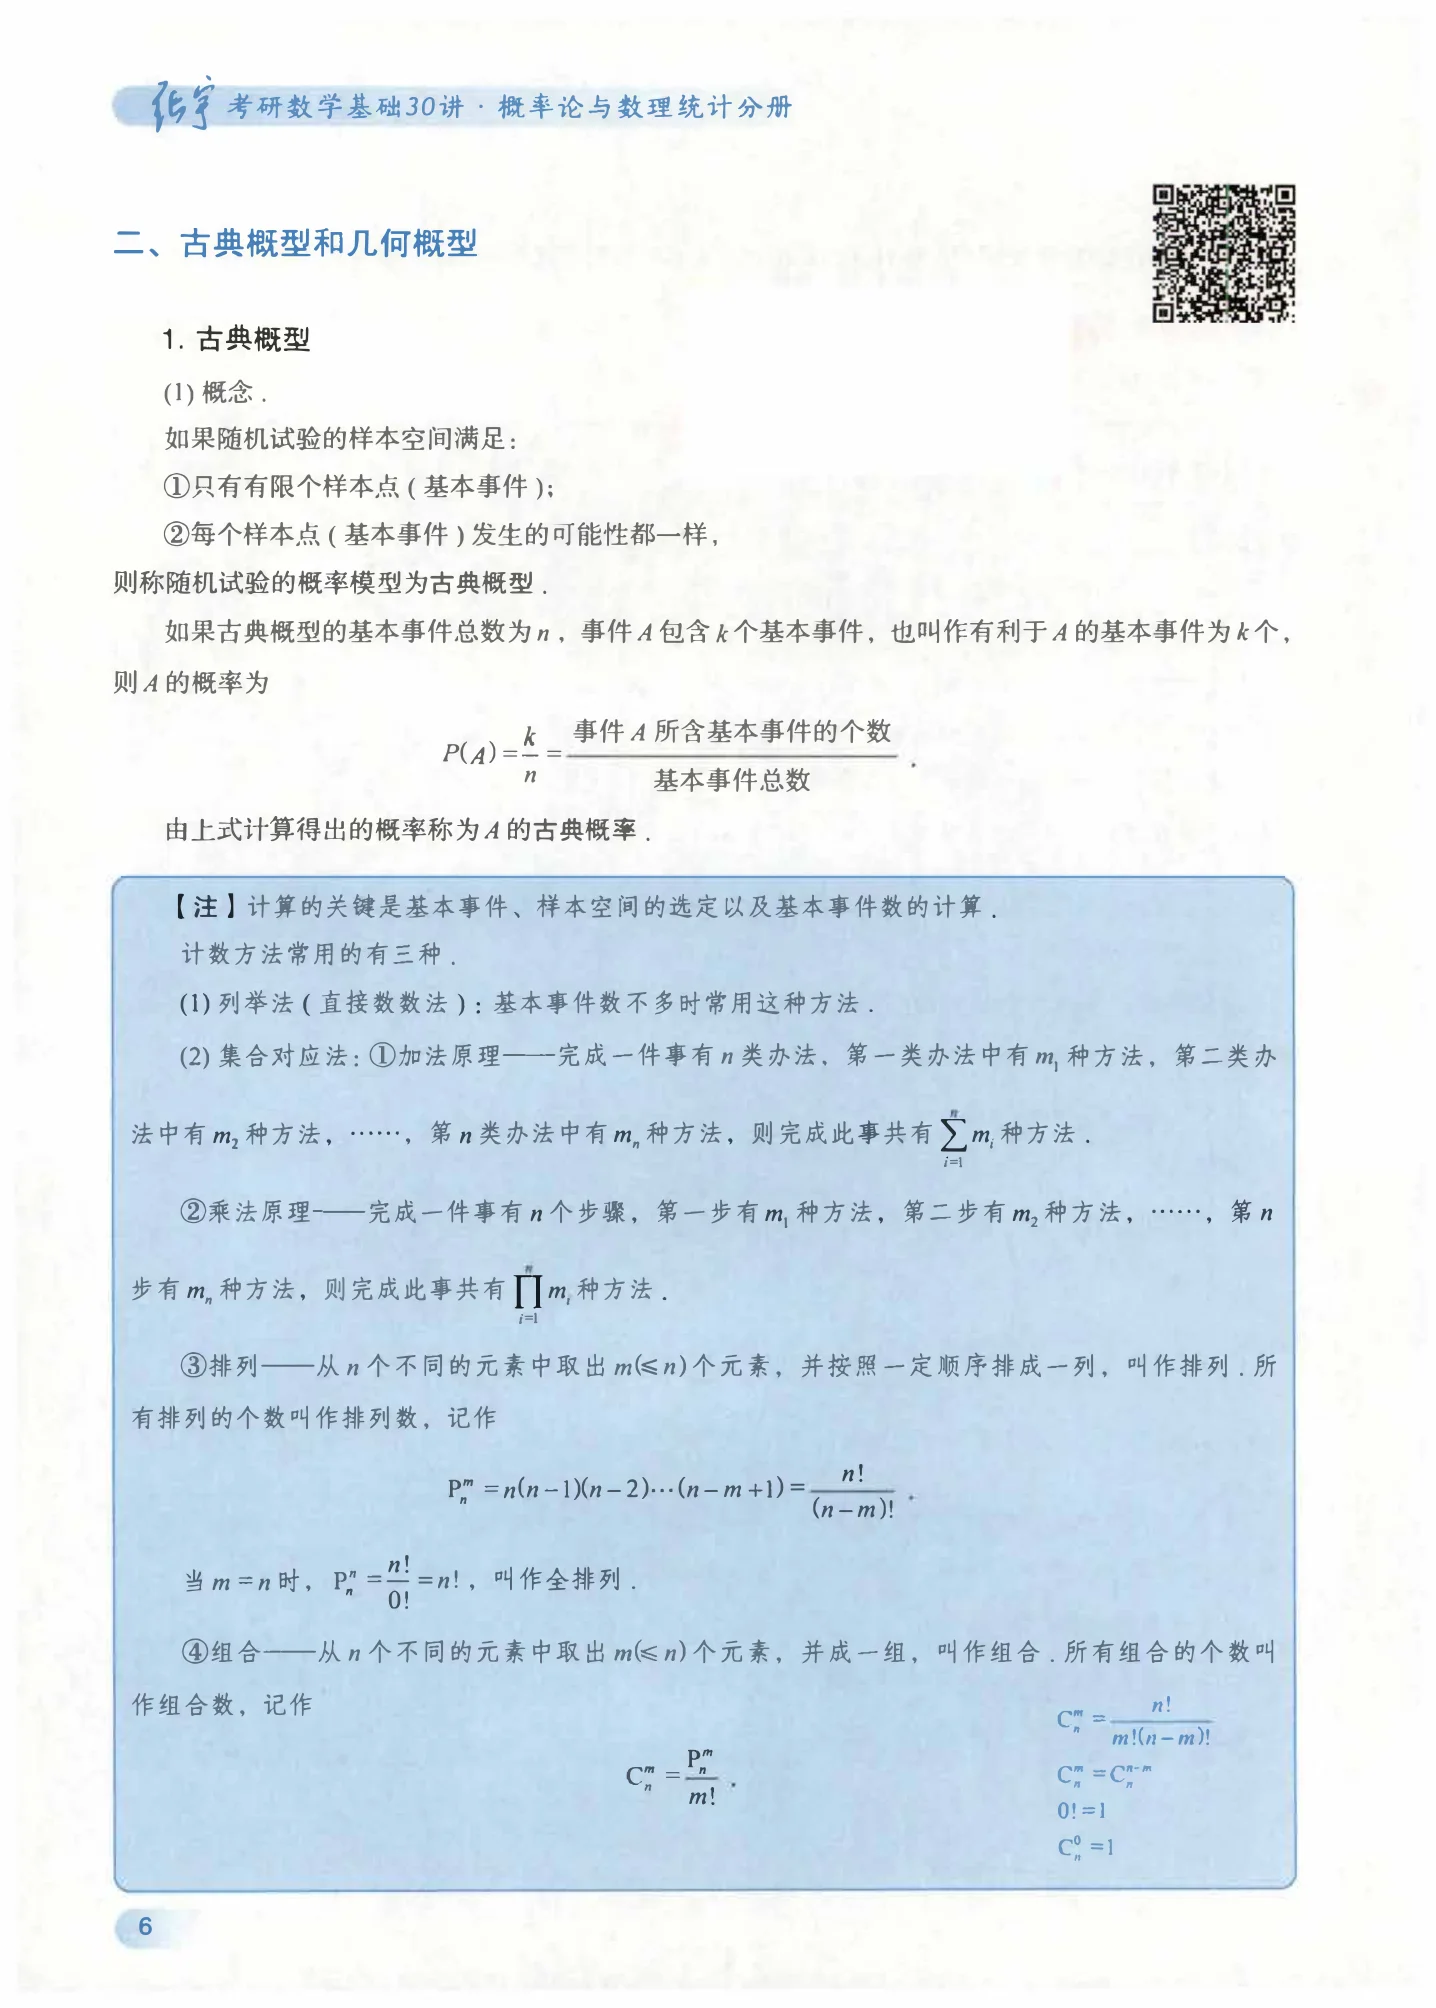 张宇 考研数学基础30讲·概率论与数理统计分册
二、古典概型和几何概型
1. 古典概型
(1) 概念.
如果随机试验的样本空间满足:
①只有有限个样本点(基本事件);
②每个样本点(基本事件)发生的可能性都一样,
则称随机试验的概率模型为古典概型.
如果古典概型的基本事件总数为 n, 事件 A 包含 k 个基本事件, 也叫作有利于 A 的基本事件为 k 个,
则 A 的概率为
P(A) = k/n = 事件 A 所含基本事件的个数/基本事件总数.
由上式计算得出的概率称为 A 的古典概率.
【注】计算的关键是基本事件、样本空间的选定以及基本事件数的计算.
计数方法常用的有三种.
(1) 列举法(直接数数法): 基本事件数不多时常用这种方法.
(2) 集合对应法: ①加法原理——完成一件事有 n 类办法, 第一类办法中有 m₁ 种方法, 第二类办
法中有 m₂ 种方法, ……, 第 n 类办法中有 mₙ 种方法, 则完成此事共有 ∑_{i=1}^{n} mᵢ 种方法.
②乘法原理——完成一件事有 n 个步骤, 第一步有 m₁ 种方法, 第二步有 m₂ 种方法, ……, 第 n
步有 mₙ 种方法, 则完成此事共有 ∏_{i=1}^{n} mᵢ 种方法.
③排列——从 n 个不同的元素中取出 m(≤n) 个元素, 并按照一定顺序排成一列, 叫作排列. 所
有排列的个数叫作排列数, 记作
P_n^m = n(n−1)(n−2)···(n−m+1) = n!/(n−m)!.
当 m = n 时, P_n^n = n!/0! = n!, 叫作全排列.
④组合——从 n 个不同的元素中取出 m(≤n) 个元素, 并成一组, 叫作组合. 所有组合的个数叫
作组合数, 记作
C_n^m = P_n^m/m!.
C_n^m = n!/(m!(n−m)!)
C_n^m = C_n^{n−m}
0! = 1
C_n^0 = 1
6